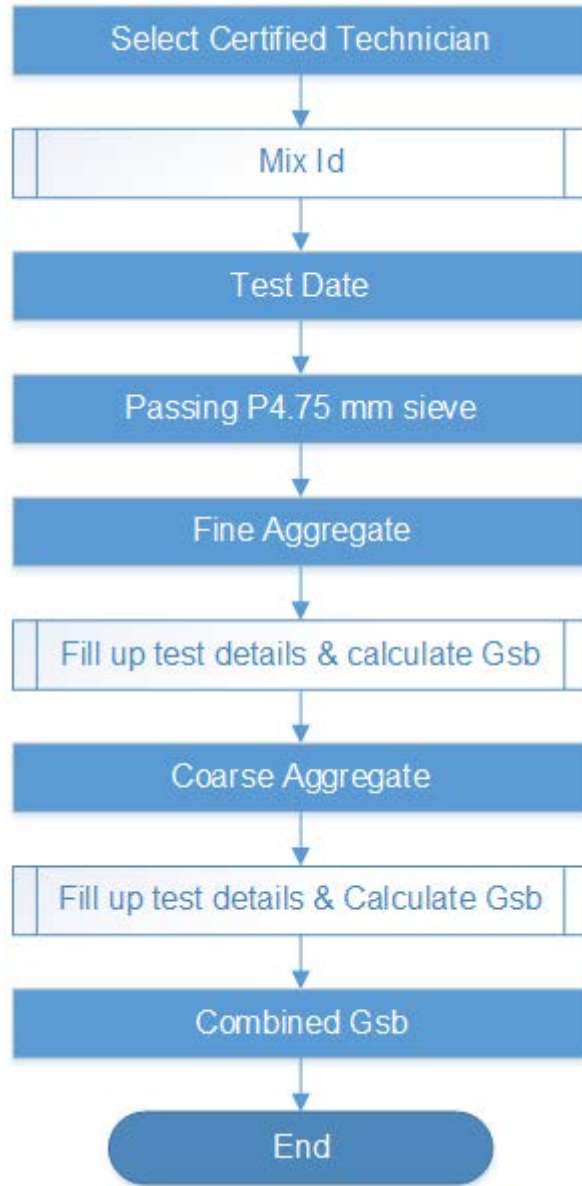 Select Certified Technician
Mix Id
Test Date
Passing P4.75 mm sieve
Fine Aggregate
Fill up test details & calculate Gsb
Coarse Aggregate
Fill up test details & Calculate Gsb
Combined Gsb
End